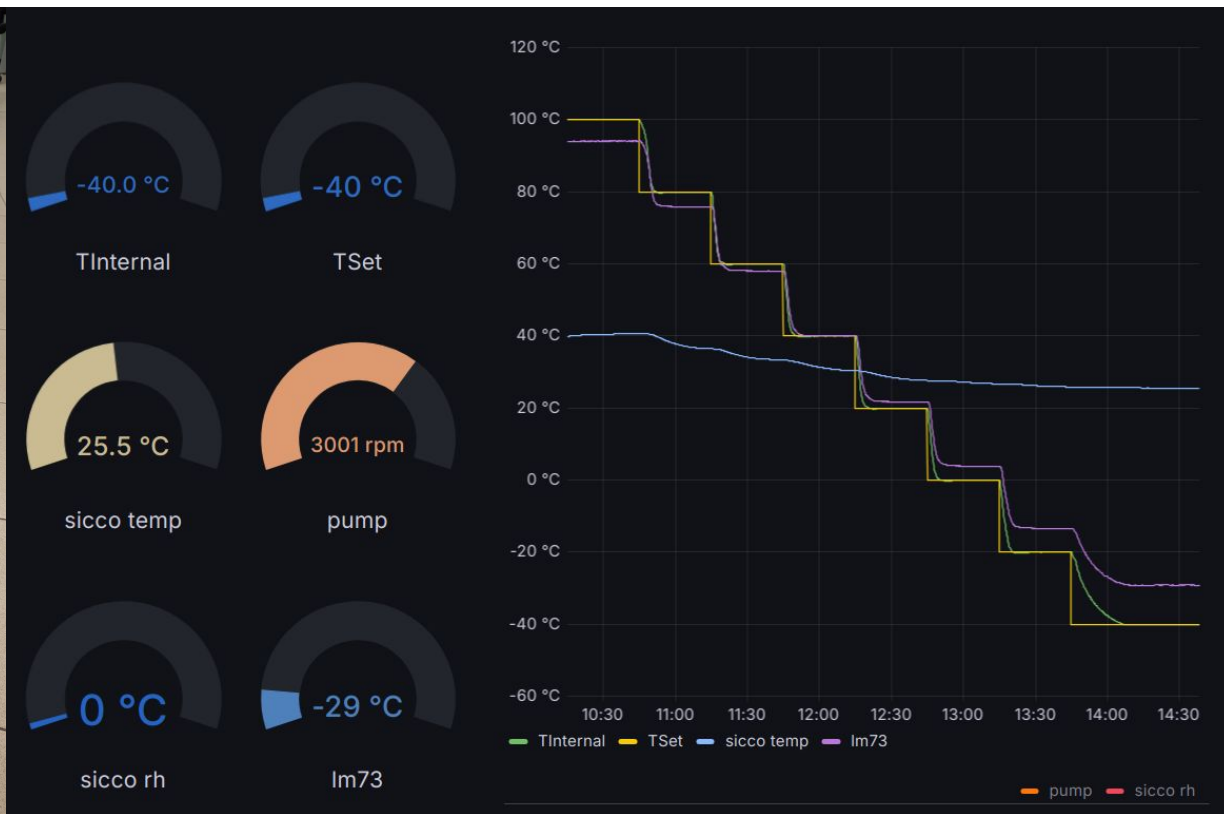 -40.0 °C
TInternal
-40 °C
TSet
25.5 °C
sicco temp
3001 rpm
pump
0 °C
sicco rh
-29 °C
lm73
120 °C
100 °C
80 °C
60 °C
40 °C
20 °C
0 °C
-20 °C
-40 °C
-60 °C
10:30 11:00 11:30 12:00 12:30 13:00 13:30 14:00 14:30
TInternal TSet sicco temp lm73
pump sicco rh